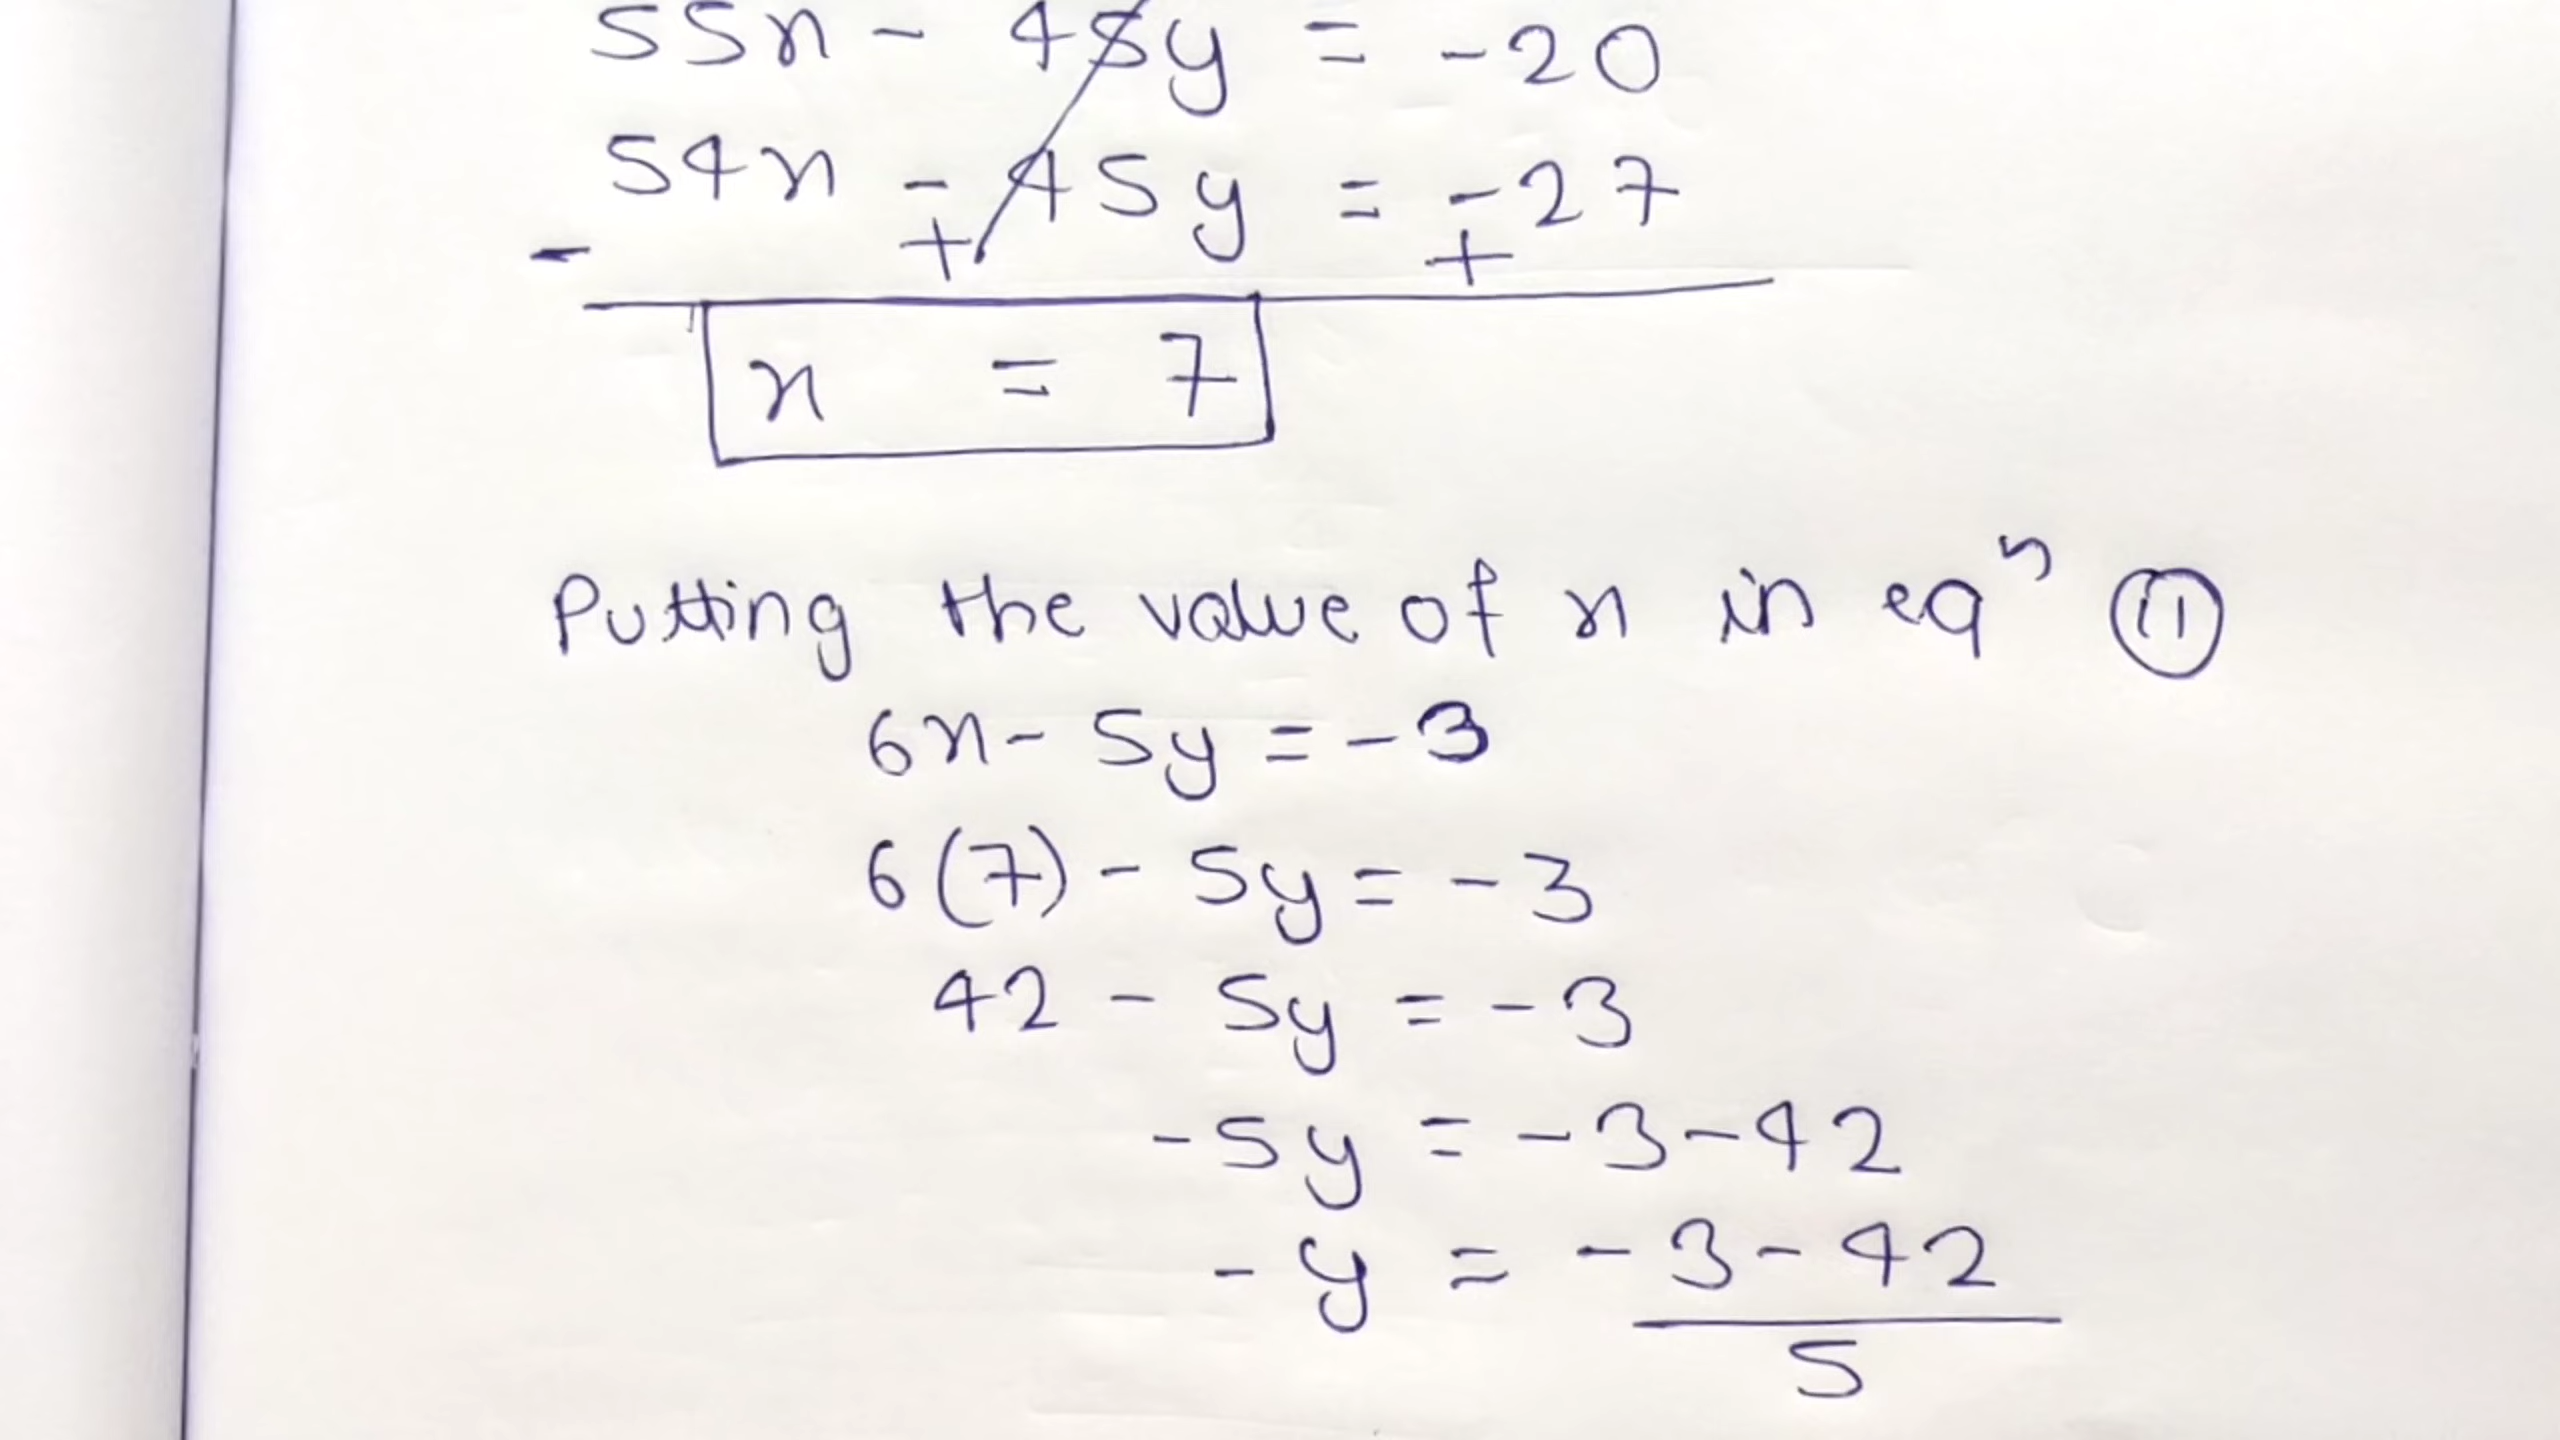 55x - 45y = -20
54x - 45y = -27
- + +
x = 7
Putting the value of x in eqⁿ (ii)
6x - 5y = -3
6(7) - 5y = -3
42 - 5y = -3
-5y = -3-42
-y = -3-42
5